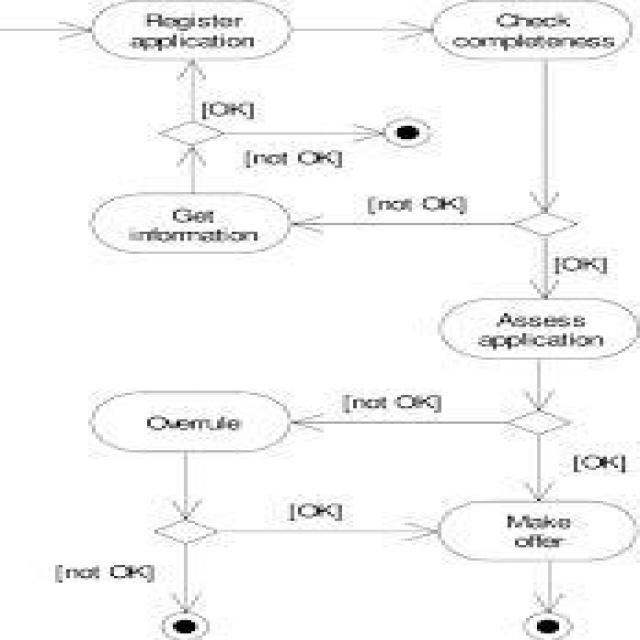 Register
application
Check
completeness
[OK]
[not OK]
Get
information
[not OK]
[OK]
Assess
application
Overrule
[not OK]
[OK]
[OK]
Make
offer
[not OK]